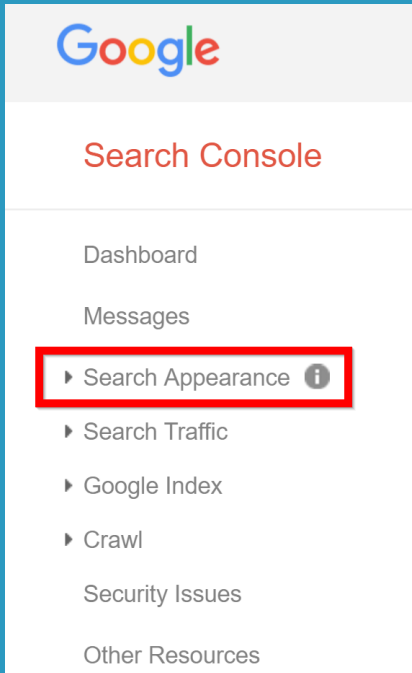 Google
Search Console
Dashboard
Messages
Search Appearance i
Search Traffic
Google Index
Crawl
Security Issues
Other Resources